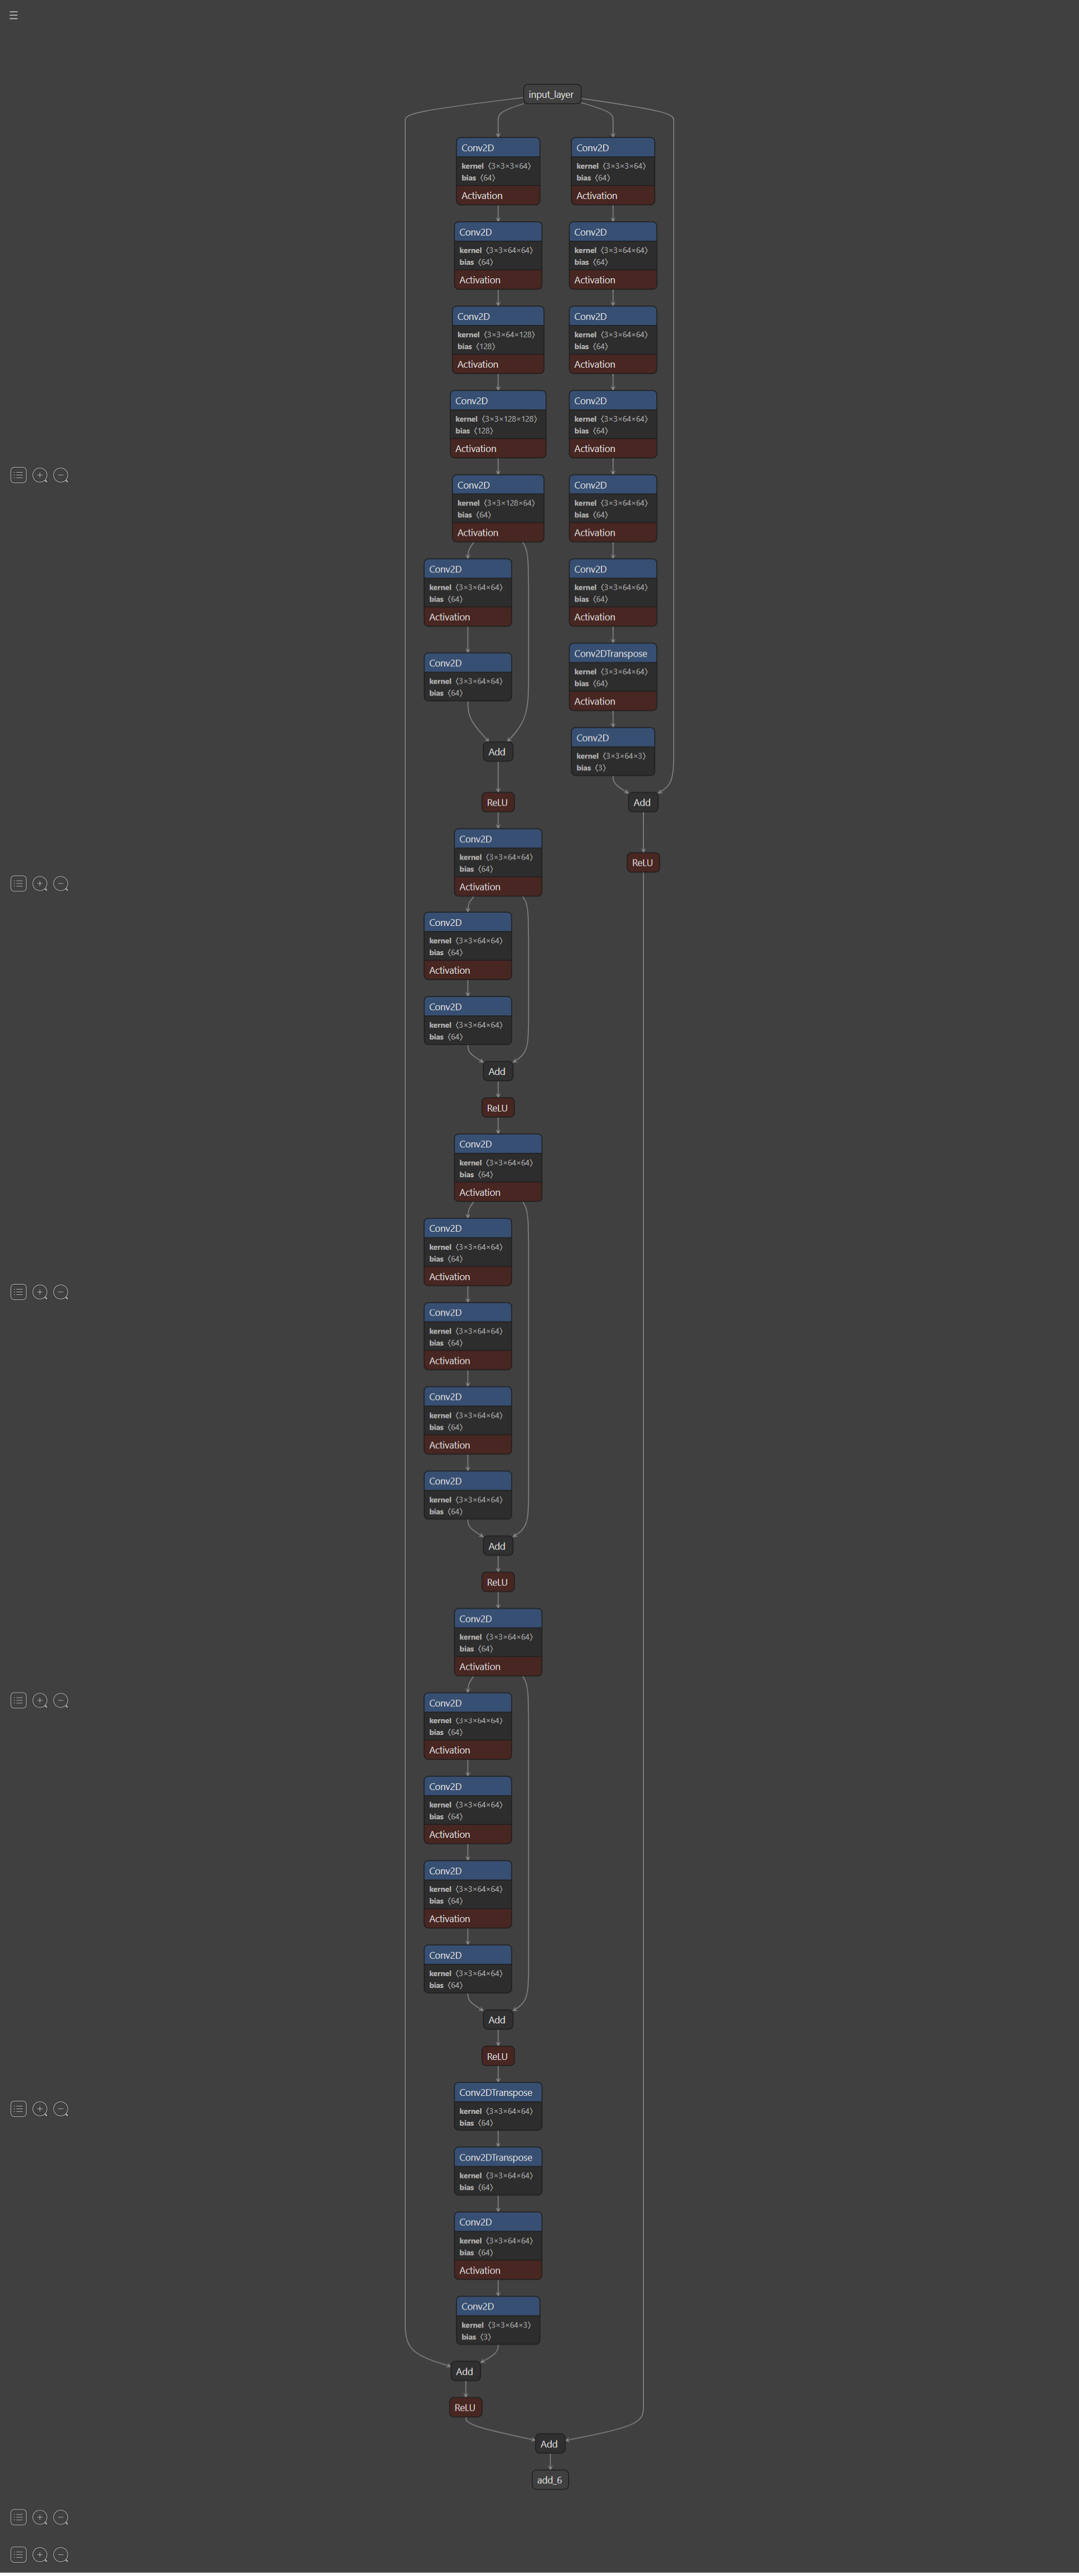 input_layer
Conv2D
kernel ⟨3×3×3×64⟩
bias ⟨64⟩
Activation
Conv2D
kernel ⟨3×3×64×64⟩
bias ⟨64⟩
Activation
Conv2D
kernel ⟨3×3×64×128⟩
bias ⟨128⟩
Activation
Conv2D
kernel ⟨3×3×128×128⟩
bias ⟨128⟩
Activation
Conv2D
kernel ⟨3×3×128×64⟩
bias ⟨64⟩
Activation
Conv2D
kernel ⟨3×3×64×64⟩
bias ⟨64⟩
Activation
Conv2D
kernel ⟨3×3×64×64⟩
bias ⟨64⟩
Add
ReLU
Conv2D
kernel ⟨3×3×64×64⟩
bias ⟨64⟩
Activation
Conv2D
kernel ⟨3×3×64×64⟩
bias ⟨64⟩
Activation
Conv2D
kernel ⟨3×3×64×64⟩
bias ⟨64⟩
Add
ReLU
Conv2D
kernel ⟨3×3×64×64⟩
bias ⟨64⟩
Activation
Conv2D
kernel ⟨3×3×64×64⟩
bias ⟨64⟩
Activation
Conv2D
kernel ⟨3×3×64×64⟩
bias ⟨64⟩
Activation
Conv2D
kernel ⟨3×3×64×64⟩
bias ⟨64⟩
Activation
Conv2D
kernel ⟨3×3×64×64⟩
bias ⟨64⟩
Add
ReLU
Conv2D
kernel ⟨3×3×64×64⟩
bias ⟨64⟩
Activation
Conv2D
kernel ⟨3×3×64×64⟩
bias ⟨64⟩
Activation
Conv2D
kernel ⟨3×3×64×64⟩
bias ⟨64⟩
Activation
Conv2D
kernel ⟨3×3×64×64⟩
bias ⟨64⟩
Activation
Conv2D
kernel ⟨3×3×64×64⟩
bias ⟨64⟩
Add
ReLU
Conv2DTranspose
kernel ⟨3×3×64×64⟩
bias ⟨64⟩
Conv2DTranspose
kernel ⟨3×3×64×64⟩
bias ⟨64⟩
Conv2D
kernel ⟨3×3×64×64⟩
bias ⟨64⟩
Activation
Conv2D
kernel ⟨3×3×64×3⟩
bias ⟨3⟩
Add
ReLU
Conv2D
kernel ⟨3×3×3×64⟩
bias ⟨64⟩
Activation
Conv2D
kernel ⟨3×3×64×64⟩
bias ⟨64⟩
Activation
Conv2D
kernel ⟨3×3×64×64⟩
bias ⟨64⟩
Activation
Conv2D
kernel ⟨3×3×64×64⟩
bias ⟨64⟩
Activation
Conv2D
kernel ⟨3×3×64×64⟩
bias ⟨64⟩
Activation
Conv2D
kernel ⟨3×3×64×64⟩
bias ⟨64⟩
Activation
Conv2DTranspose
kernel ⟨3×3×64×64⟩
bias ⟨64⟩
Activation
Conv2D
kernel ⟨3×3×64×3⟩
bias ⟨3⟩
Add
ReLU
Add
add_6